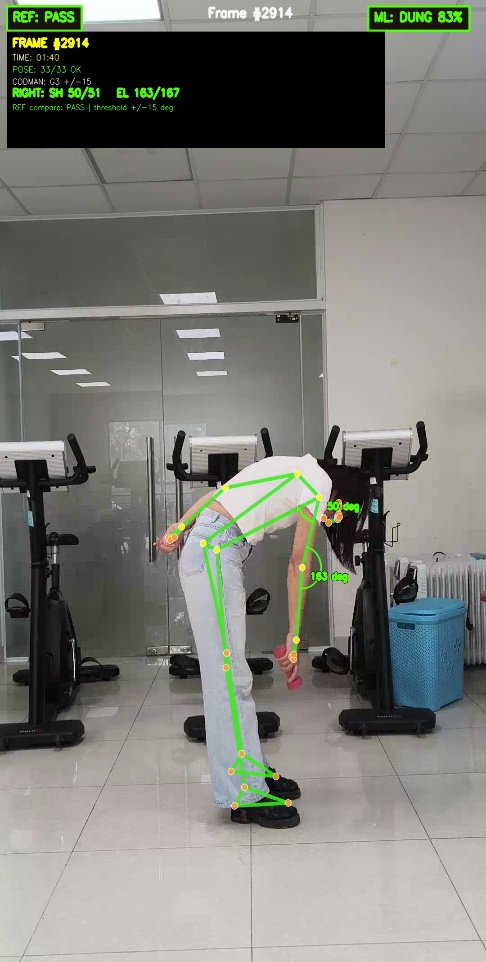 REF: PASS
Frame #2914
ML: DUNG 83%
FRAME #2914
TIME: 01:40
POSE: 33/33 OK
CODMAN: G3 +/-15
RIGHT: SH 50/51 EL 163/167
REF compare: PASS | threshold +/-15 deg
50 deg
163 deg